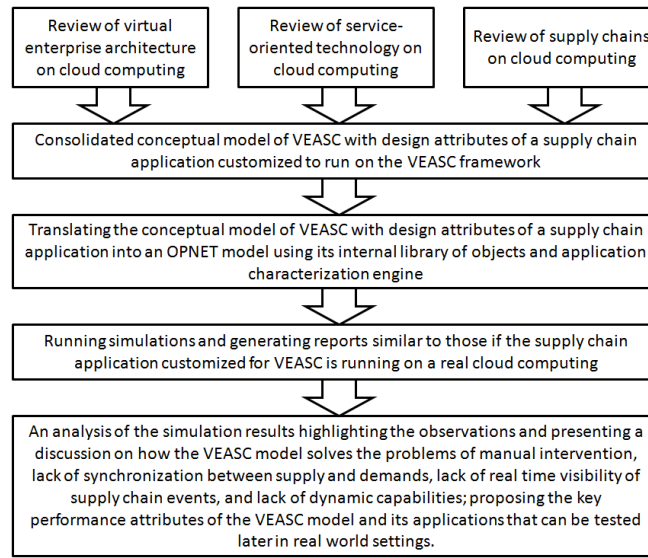 Review of virtual
enterprise architecture
on cloud computing
Review of service-
oriented technology on
cloud computing
Review of supply chains
on cloud computing
Consolidated conceptual model of VEASC with design attributes of a supply chain
application customized to run on the VEASC framework
Translating the conceptual model of VEASC with design attributes of a supply chain
application into an OPNET model using its internal library of objects and application
characterization engine
Running simulations and generating reports similar to those if the supply chain
application customized for VEASC is running on a real cloud computing
An analysis of the simulation results highlighting the observations and presenting a
discussion on how the VEASC model solves the problems of manual intervention,
lack of synchronization between supply and demands, lack of real time visibility of
supply chain events, and lack of dynamic capabilities; proposing the key
performance attributes of the VEASC model and its applications that can be tested
later in real world settings.